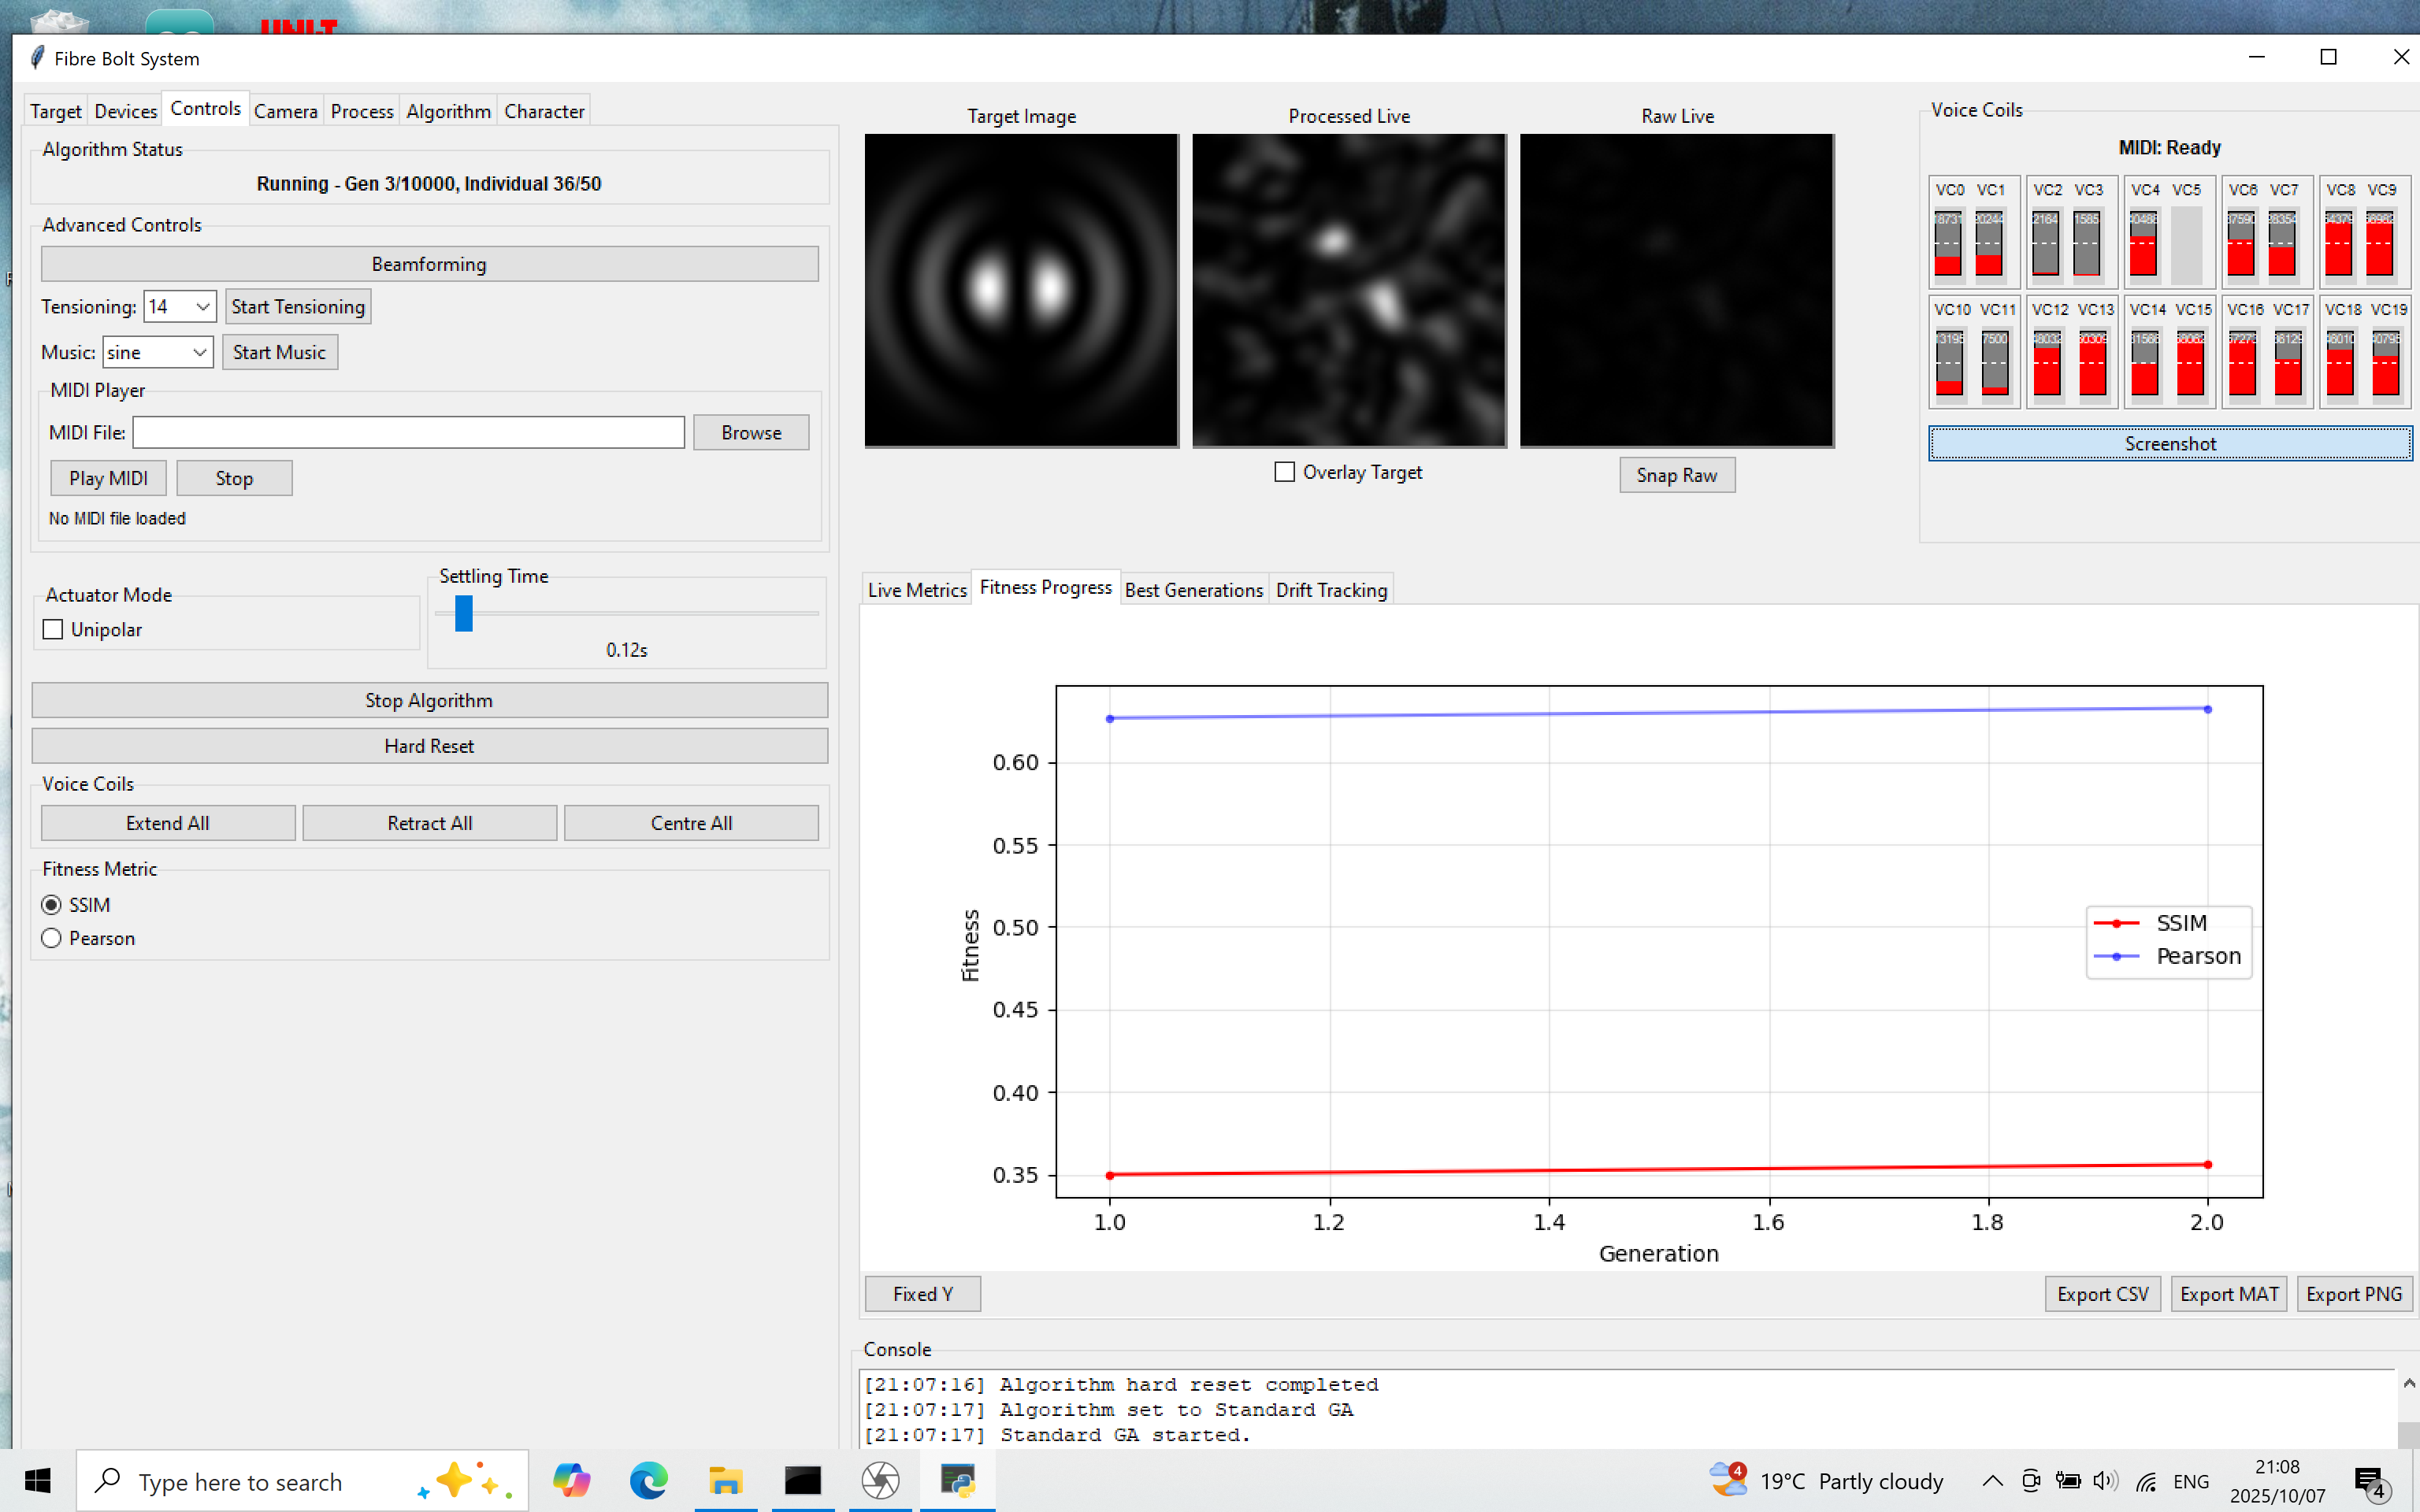 UNI-T
Fibre Bolt System
Target Devices Controls Camera Process Algorithm Character
Algorithm Status
Running - Gen 3/10000, Individual 36/50
Advanced Controls
Beamforming
Tensioning: 14 Start Tensioning
Music: sine Start Music
MIDI Player
MIDI File: Browse
Play MIDI Stop
No MIDI file loaded
Actuator Mode
Unipolar
Settling Time
0.12s
Stop Algorithm
Hard Reset
Voice Coils
Extend All Retract All Centre All
Fitness Metric
SSIM
Pearson
Target Image Processed Live Raw Live
Overlay Target
Snap Raw
Voice Coils
MIDI: Ready
VC0 VC1 VC2 VC3 VC4 VC5 VC6 VC7 VC8 VC9
VC10 VC11 VC12 VC13 VC14 VC15 VC16 VC17 VC18 VC19
Screenshot
Live Metrics Fitness Progress Best Generations Drift Tracking
0.60
0.55
0.50
0.45
0.40
0.35
Fitness
SSIM
Pearson
1.0 1.2 1.4 1.6 1.8 2.0
Generation
Fixed Y Export CSV Export MAT Export PNG
Console
[21:07:16] Algorithm hard reset completed
[21:07:17] Algorithm set to Standard GA
[21:07:17] Standard GA started.
Type here to search
4
19°C Partly cloudy
ENG
21:08
2025/10/07
4